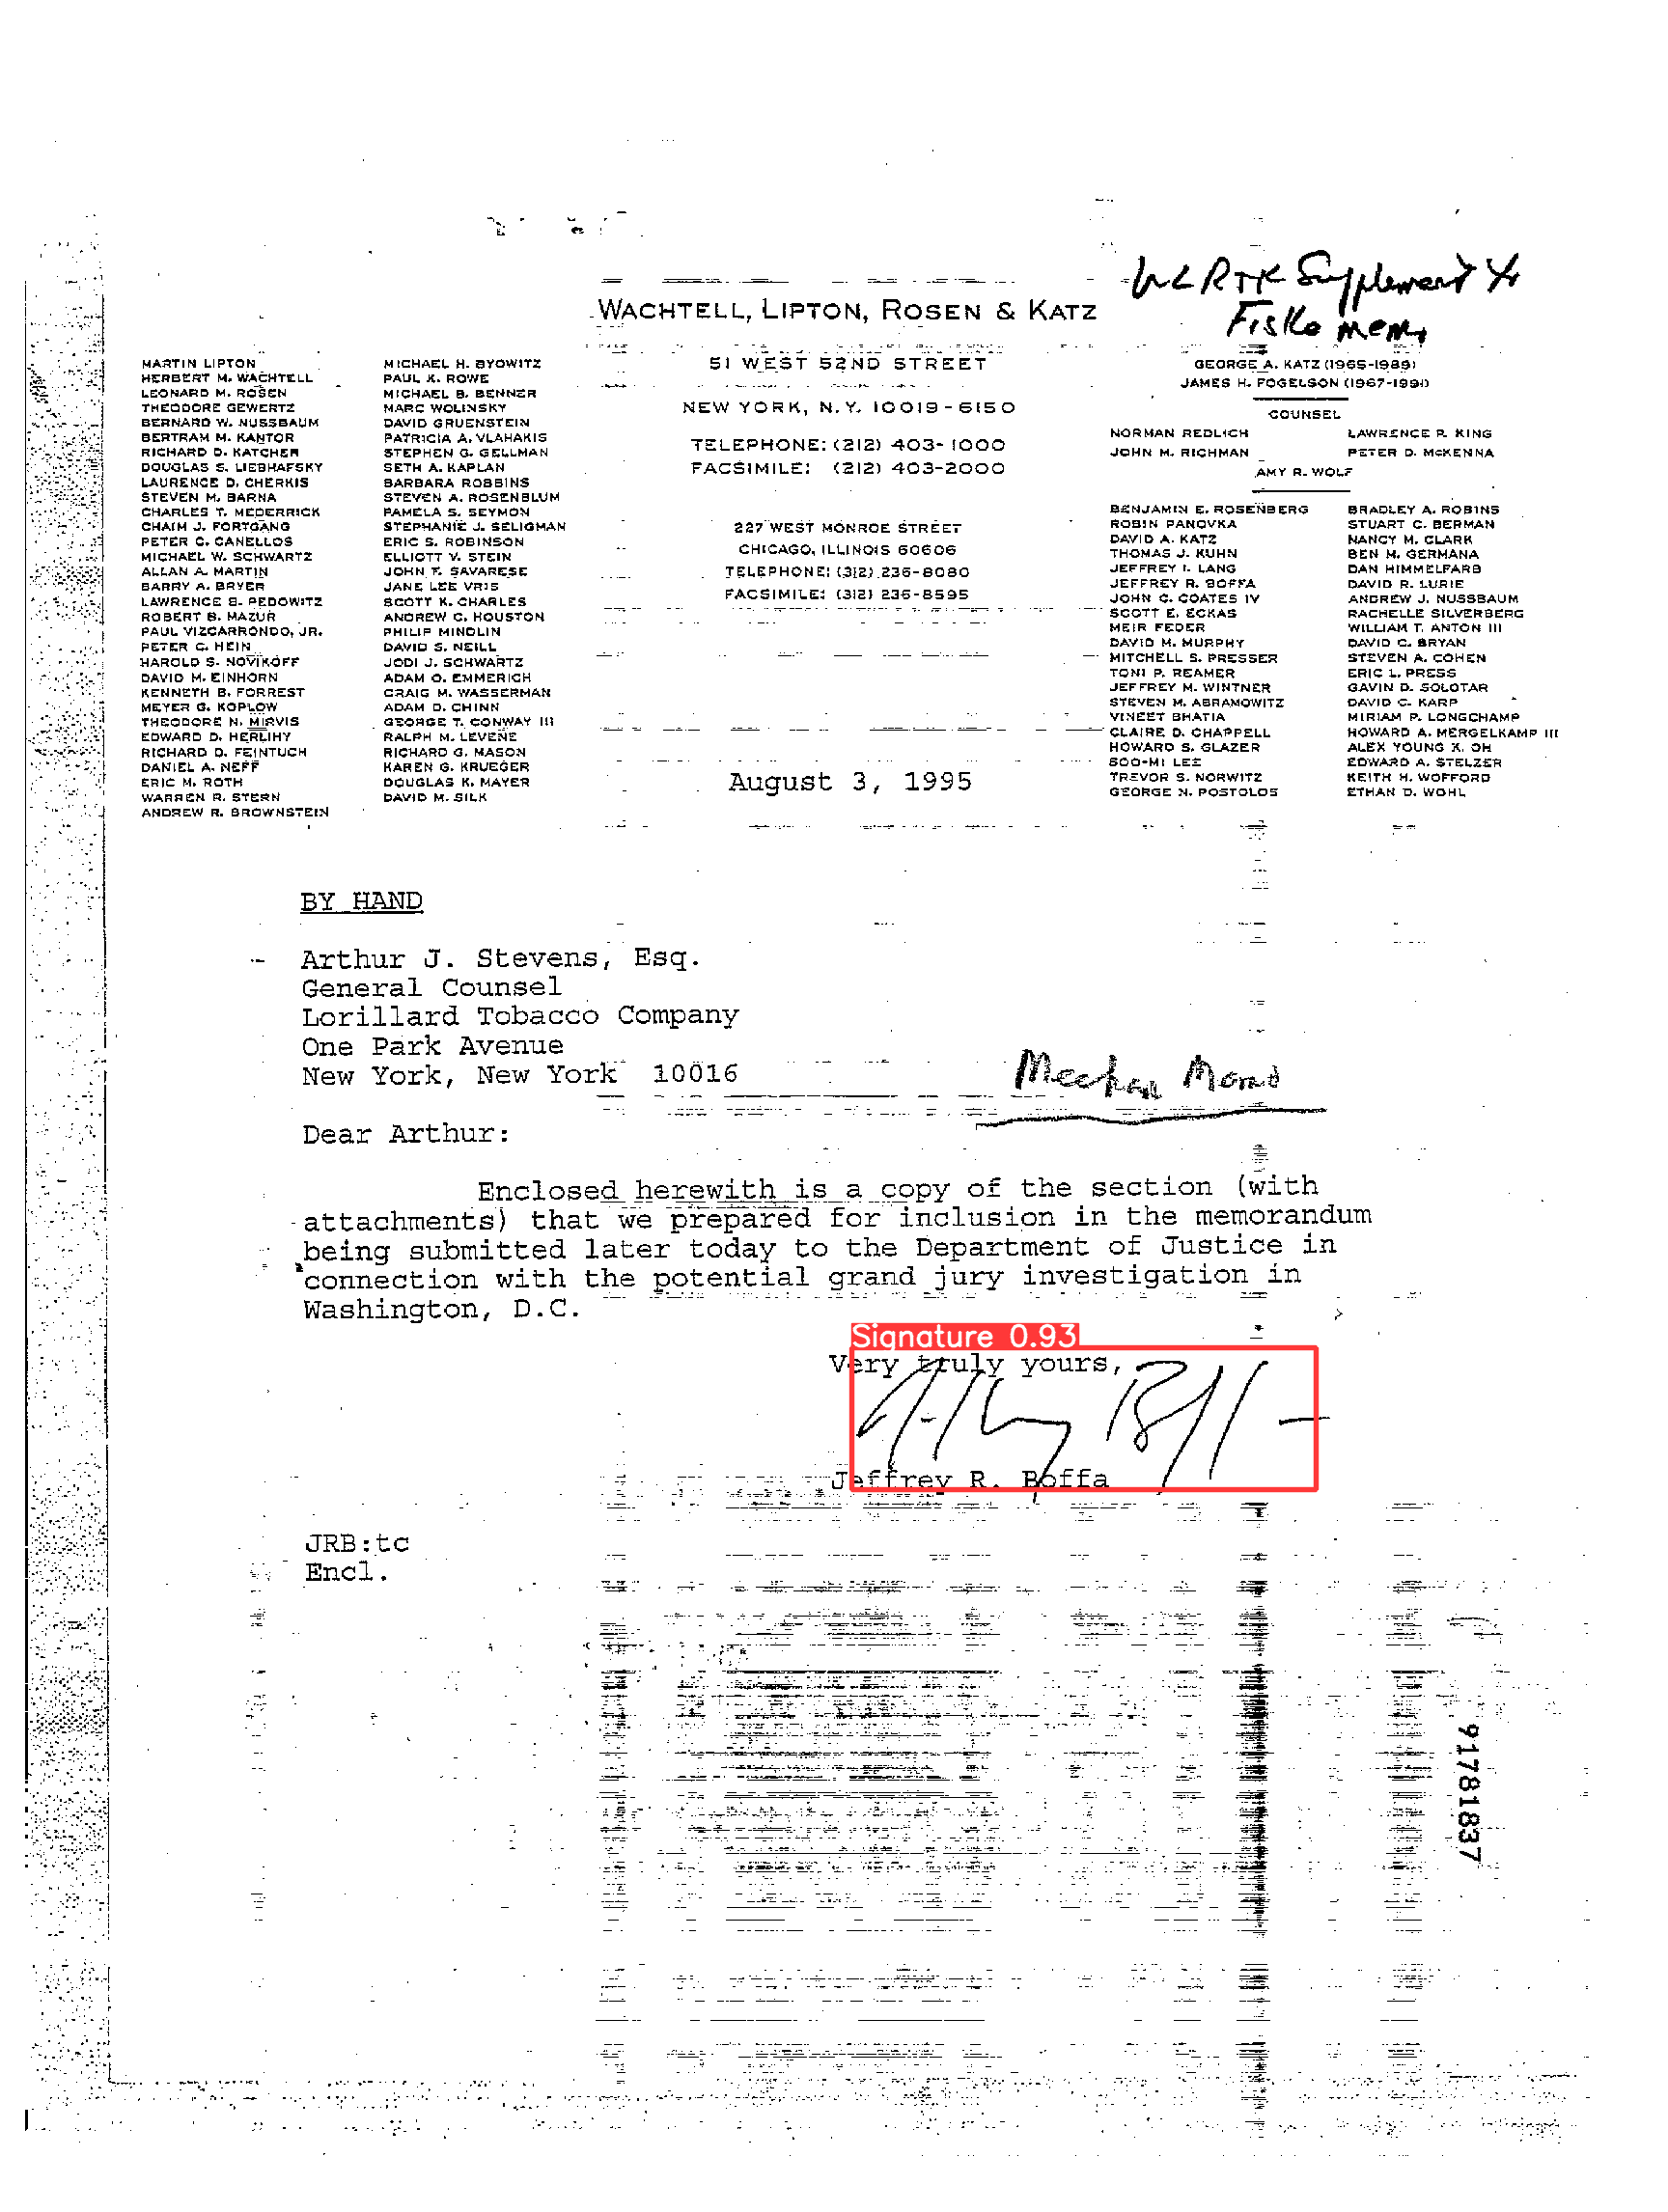 WLRTK Supplement to
Fiske mem
WACHTELL, LIPTON, ROSEN & KATZ
MARTIN LIPTON
HERBERT M. WACHTELL
LEONARD M. ROSEN
THEODORE GEWERTZ
BERNARD W. NUSSBAUM
BERTRAM M. KANTOR
RICHARD D. KATCHER
DOUGLAS S. LIEBHAFSKY
LAURENCE D. CHERKIS
STEVEN M. BARNA
CHARLES T. MEDERRICK
CHAIM J. FORTGANG
PETER C. CANELLOS
MICHAEL W. SCHWARTZ
ALLAN A. MARTIN
BARRY A. BRYER
LAWRENCE B. PEDOWITZ
ROBERT B. MAZUR
PAUL VIZCARRONDO, JR.
PETER C. HEIN
HAROLD S. NOVIKOFF
DAVID M. EINHORN
KENNETH B. FORREST
MEYER G. KOPLOW
THEODORE N. MIRVIS
EDWARD D. HERLIHY
RICHARD D. FEINTUCH
DANIEL A. NEFF
ERIC M. ROTH
WARREN R. STERN
ANDREW R. BROWNSTEIN
MICHAEL H. BYOWITZ
PAUL K. ROWE
MICHAEL B. BENNER
MARC WOLINSKY
DAVID GRUENSTEIN
PATRICIA A. VLAHAKIS
STEPHEN G. GELLMAN
SETH A. KAPLAN
BARBARA ROBBINS
STEVEN A. ROSENBLUM
PAMELA S. SEYMON
STEPHANIE J. SELIGMAN
ERIC S. ROBINSON
ELLIOTT V. STEIN
JOHN F. SAVARESE
JANE LEE VRIS
SCOTT K. CHARLES
ANDREW C. HOUSTON
PHILIP MINDLIN
DAVID S. NEILL
JODI J. SCHWARTZ
ADAM O. EMMERICH
CRAIG M. WASSERMAN
ADAM D. CHINN
GEORGE T. CONWAY III
RALPH M. LEVENE
RICHARD G. MASON
KAREN G. KRUEGER
DOUGLAS K. MAYER
DAVID M. SILK
51 WEST 52ND STREET
NEW YORK, N.Y. 10019-6150
TELEPHONE: (212) 403-1000
FACSIMILE: (212) 403-2000
227 WEST MONROE STREET
CHICAGO, ILLINOIS 60606
TELEPHONE: (312) 236-8080
FACSIMILE: (312) 236-8595
GEORGE A. KATZ (1965-1989)
JAMES H. FOGELSON (1967-1991)
COUNSEL
NORMAN REDLICH LAWRENCE P. KING
JOHN M. RICHMAN PETER D. McKENNA
AMY R. WOLF
BENJAMIN E. ROSENBERG
ROBIN PANOVKA
DAVID A. KATZ
THOMAS J. KUHN
JEFFREY I. LANG
JEFFREY R. BOFFA
JOHN C. COATES IV
SCOTT E. ECKAS
MEIR FEDER
DAVID M. MURPHY
MITCHELL S. PRESSER
TONI P. REAMER
JEFFREY M. WINTNER
STEVEN M. ABRAMOWITZ
VINEET BHATIA
CLAIRE D. CHAPPELL
HOWARD S. GLAZER
SOO-MI LEE
TREVOR S. NORWITZ
GEORGE N. POSTOLOS
BRADLEY A. ROBINS
STUART C. BERMAN
NANCY M. CLARK
BEN M. GERMANA
DAN HIMMELFARB
DAVID R. LURIE
ANDREW J. NUSSBAUM
RACHELLE SILVERBERG
WILLIAM T. ANTON III
DAVID C. BRYAN
STEVEN A. COHEN
ERIC L. PRESS
GAVIN D. SOLOTAR
DAVID C. KARP
MIRIAM P. LONGCHAMP
HOWARD A. MERGELKAMP III
ALEX YOUNG K. OH
EDWARD A. STELZER
KEITH H. WOFFORD
ETHAN D. WOHL
August 3, 1995
BY HAND
Arthur J. Stevens, Esq.
General Counsel
Lorillard Tobacco Company
One Park Avenue
New York, New York 10016
Dear Arthur:
Enclosed herewith is a copy of the section (with
attachments) that we prepared for inclusion in the memorandum
being submitted later today to the Department of Justice in
connection with the potential grand jury investigation in
Washington, D.C.
Signature 0.93
Very truly yours,
Jeffrey R. Boffa
JRB:tc
Encl.
91781837